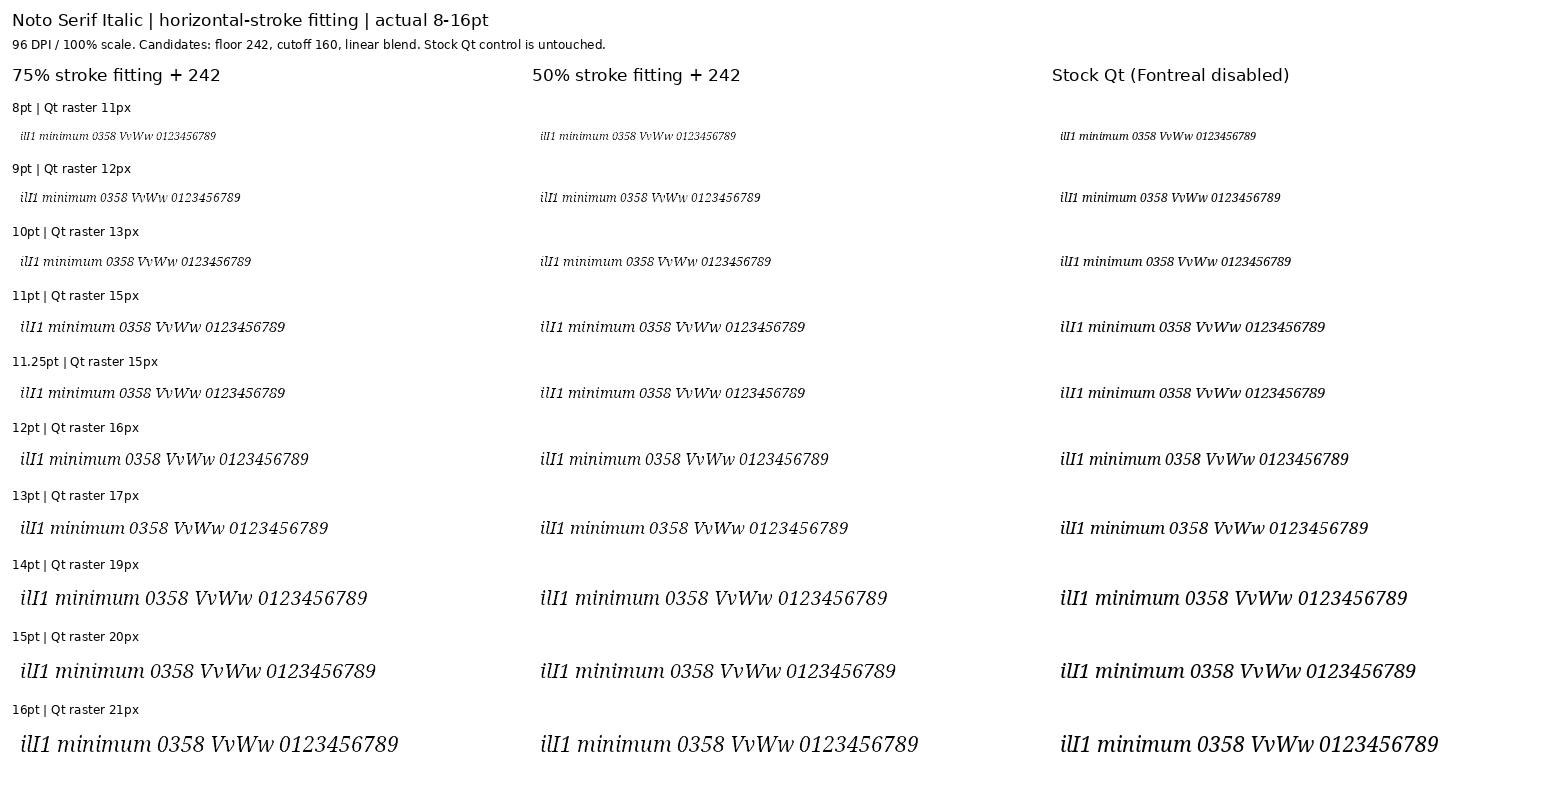 Noto Serif Italic | horizontal-stroke fitting | actual 8-16pt
96 DPI / 100% scale. Candidates: floor 242, cutoff 160, linear blend. Stock Qt control is untouched.
75% stroke fitting + 242 50% stroke fitting + 242 Stock Qt (Fontreal disabled)
8pt | Qt raster 11px
ilI1 minimum 0358 VvWw 0123456789 ilI1 minimum 0358 VvWw 0123456789 ilI1 minimum 0358 VvWw 0123456789
9pt | Qt raster 12px
ilI1 minimum 0358 VvWw 0123456789 ilI1 minimum 0358 VvWw 0123456789 ilI1 minimum 0358 VvWw 0123456789
10pt | Qt raster 13px
ilI1 minimum 0358 VvWw 0123456789 ilI1 minimum 0358 VvWw 0123456789 ilI1 minimum 0358 VvWw 0123456789
11pt | Qt raster 15px
ilI1 minimum 0358 VvWw 0123456789 ilI1 minimum 0358 VvWw 0123456789 ilI1 minimum 0358 VvWw 0123456789
11.25pt | Qt raster 15px
ilI1 minimum 0358 VvWw 0123456789 ilI1 minimum 0358 VvWw 0123456789 ilI1 minimum 0358 VvWw 0123456789
12pt | Qt raster 16px
ilI1 minimum 0358 VvWw 0123456789 ilI1 minimum 0358 VvWw 0123456789 ilI1 minimum 0358 VvWw 0123456789
13pt | Qt raster 17px
ilI1 minimum 0358 VvWw 0123456789 ilI1 minimum 0358 VvWw 0123456789 ilI1 minimum 0358 VvWw 0123456789
14pt | Qt raster 19px
ilI1 minimum 0358 VvWw 0123456789 ilI1 minimum 0358 VvWw 0123456789 ilI1 minimum 0358 VvWw 0123456789
15pt | Qt raster 20px
ilI1 minimum 0358 VvWw 0123456789 ilI1 minimum 0358 VvWw 0123456789 ilI1 minimum 0358 VvWw 0123456789
16pt | Qt raster 21px
ilI1 minimum 0358 VvWw 0123456789 ilI1 minimum 0358 VvWw 0123456789 ilI1 minimum 0358 VvWw 0123456789